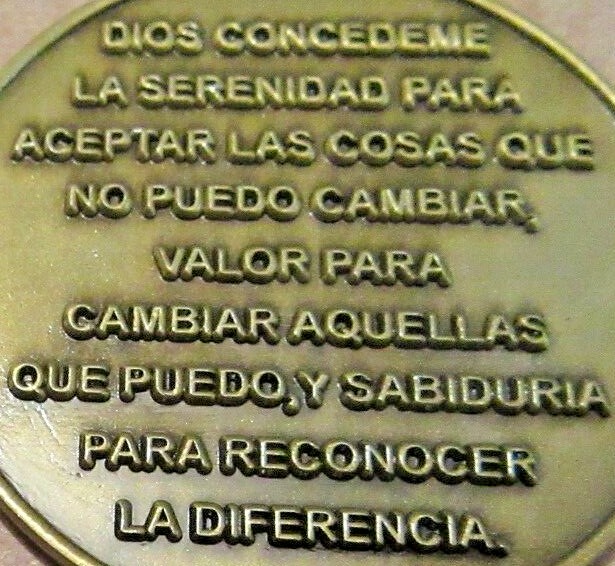 DIOS CONCEDEME
LA SERENIDAD PARA
ACEPTAR LAS COSAS QUE
NO PUEDO CAMBIAR,
VALOR PARA
CAMBIAR AQUELLAS
QUE PUEDO, Y SABIDURIA
PARA RECONOCER
LA DIFERENCIA.